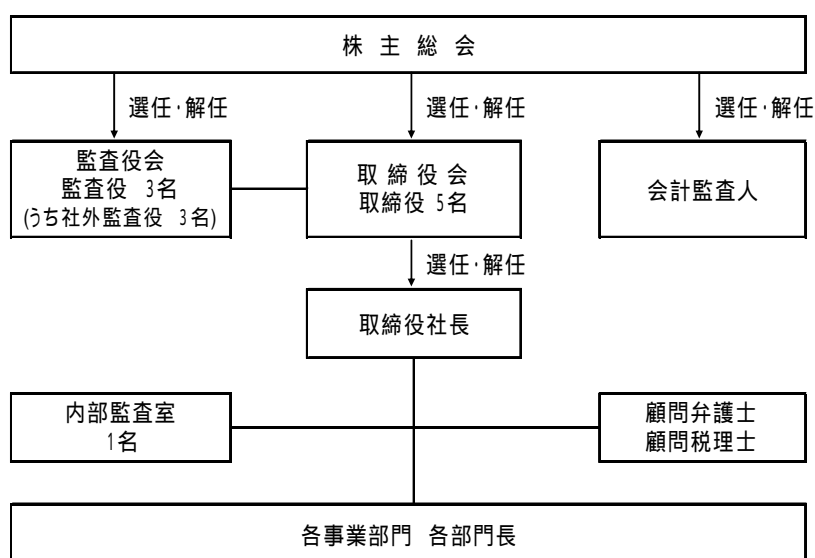 株 主 総 会
選任・解任
選任・解任
選任・解任
監査役会
監査役 3名
(うち社外監査役 3名)
取 締 役 会
取締役 5名
会計監査人
選任・解任
取締役社長
内部監査室
1名
顧問弁護士
顧問税理士
各事業部門 各部門長